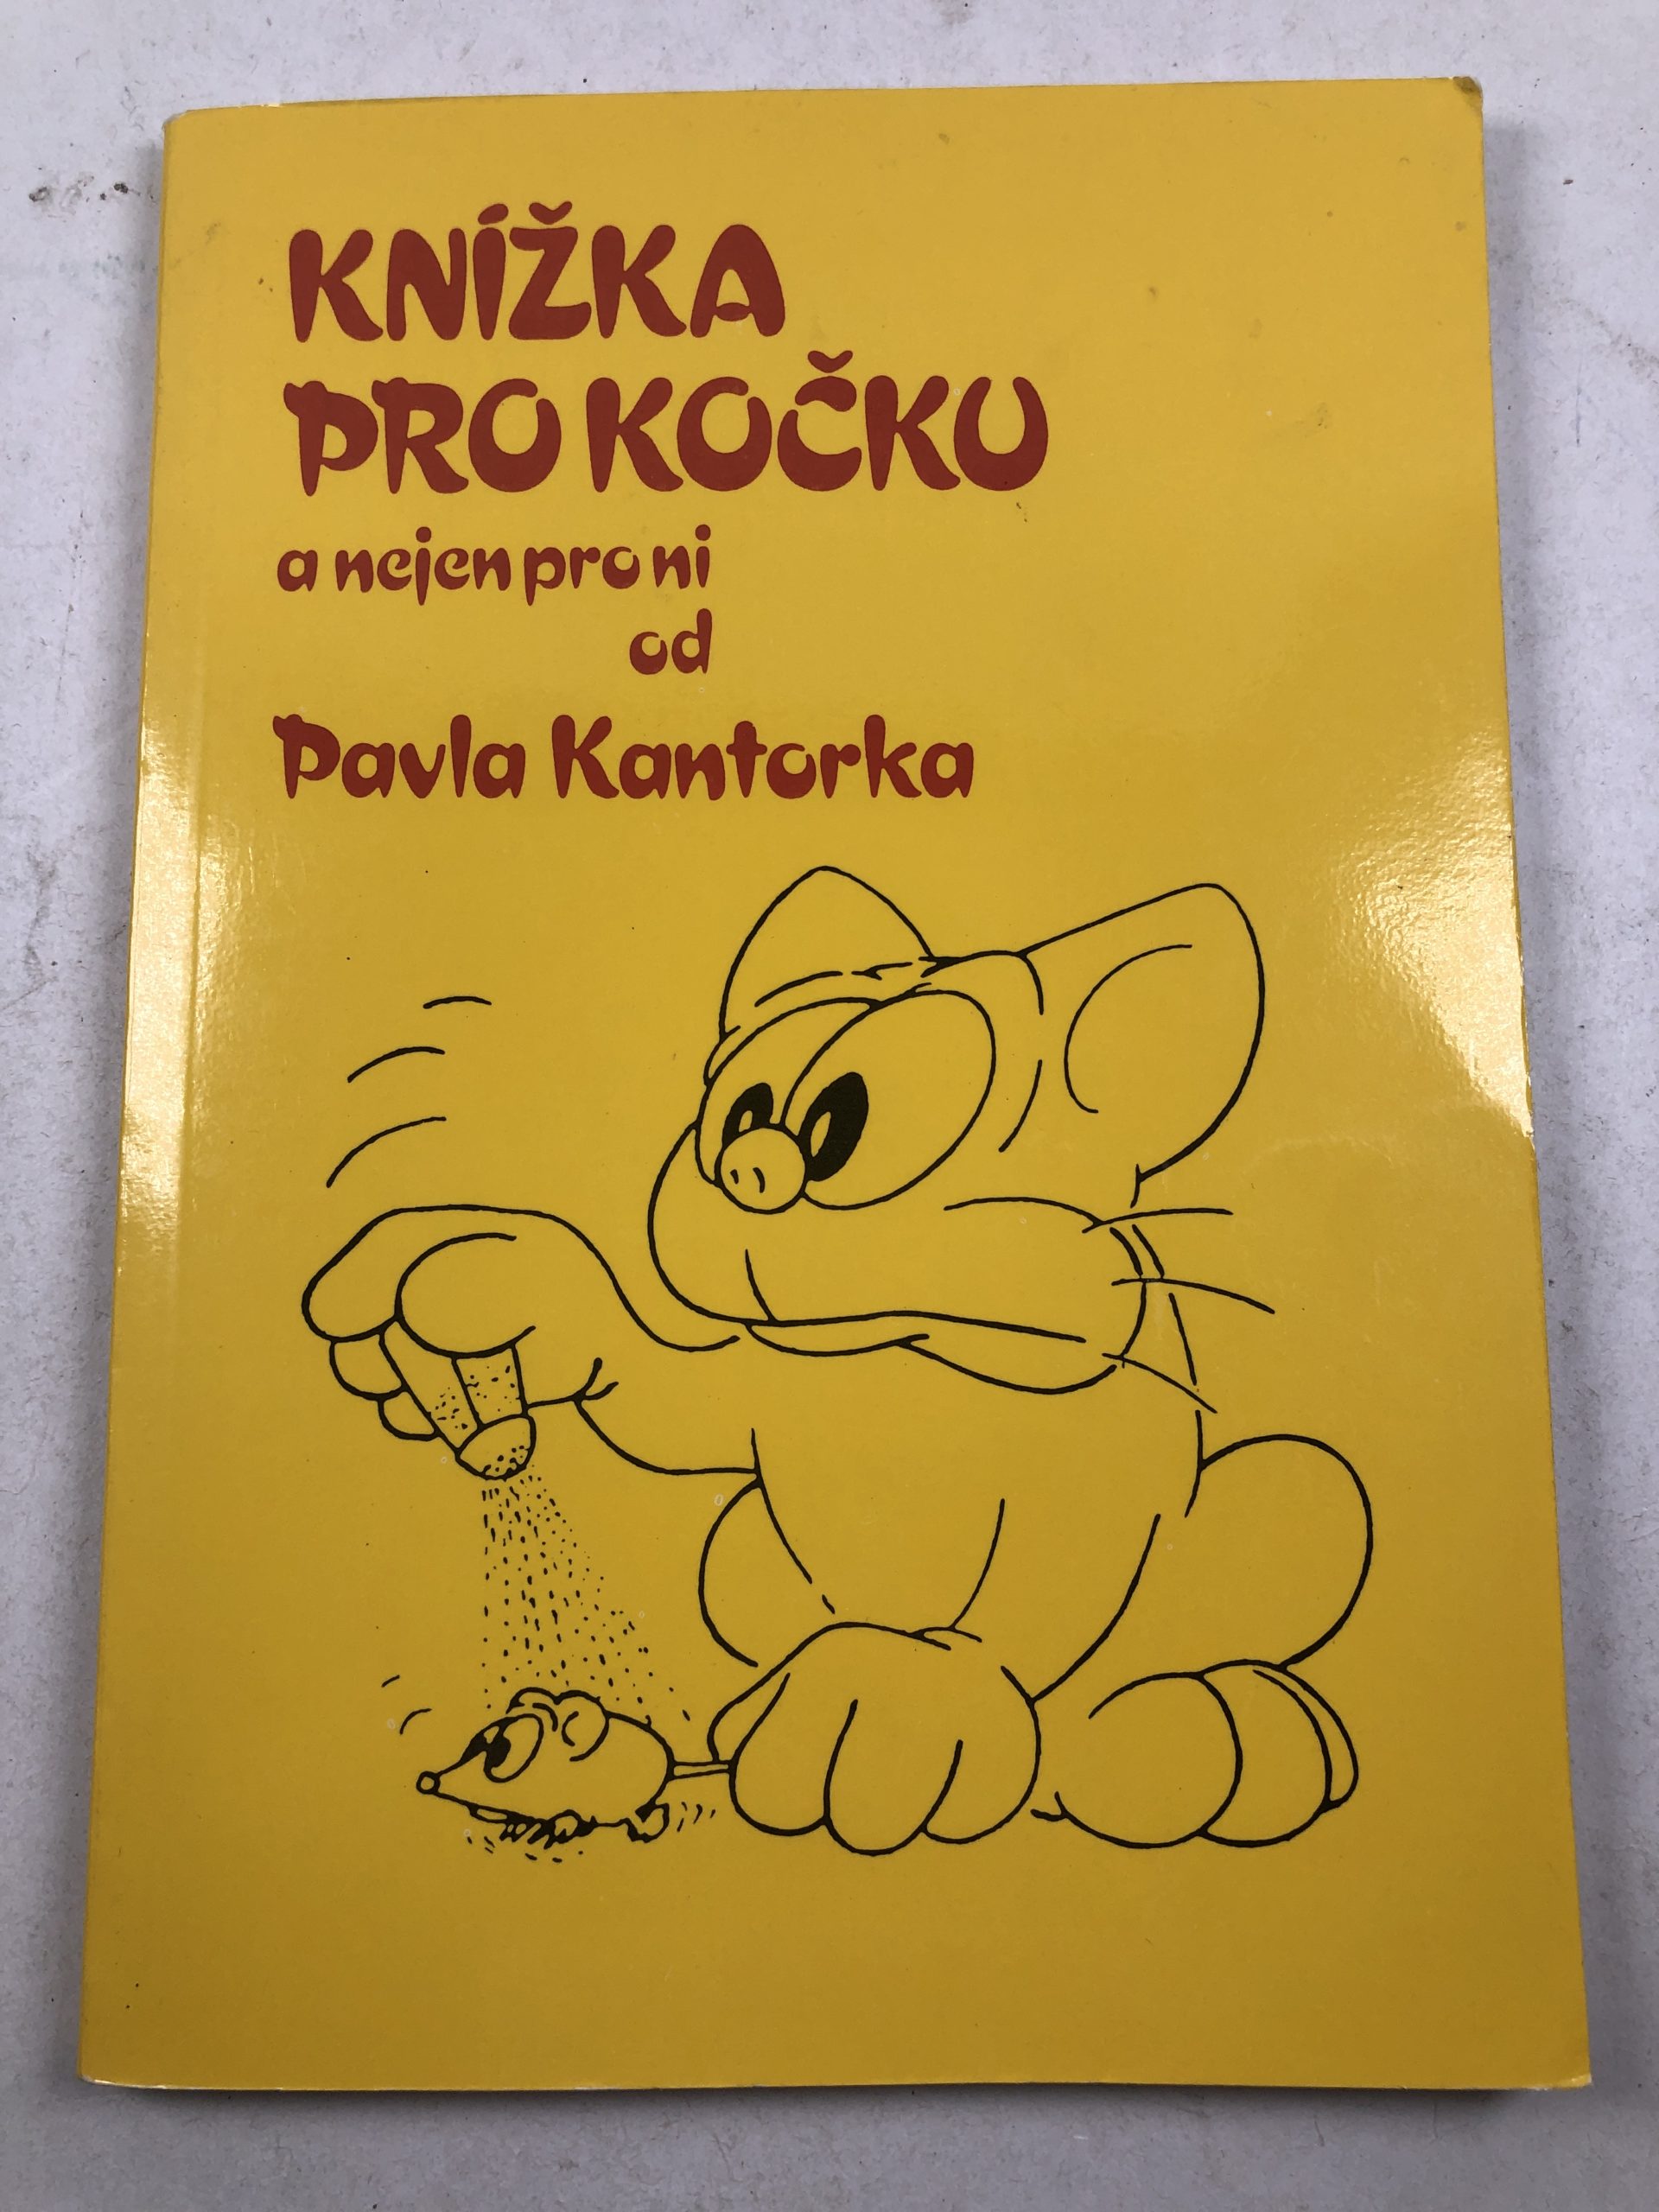 KNÍŽKA
PRO KOČKU
a nejen pro ni
od
Pavla Kantorka